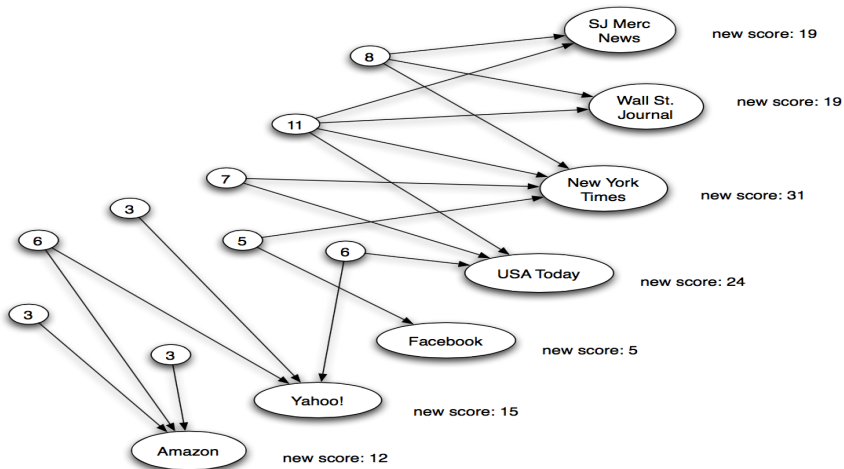 SJ Merc
News
new score: 19
8
Wall St.
Journal
new score: 19
11
7
New York
Times
new score: 31
3
6
5
6
USA Today
new score: 24
3
Facebook
new score: 5
3
Yahoo!
new score: 15
Amazon
new score: 12